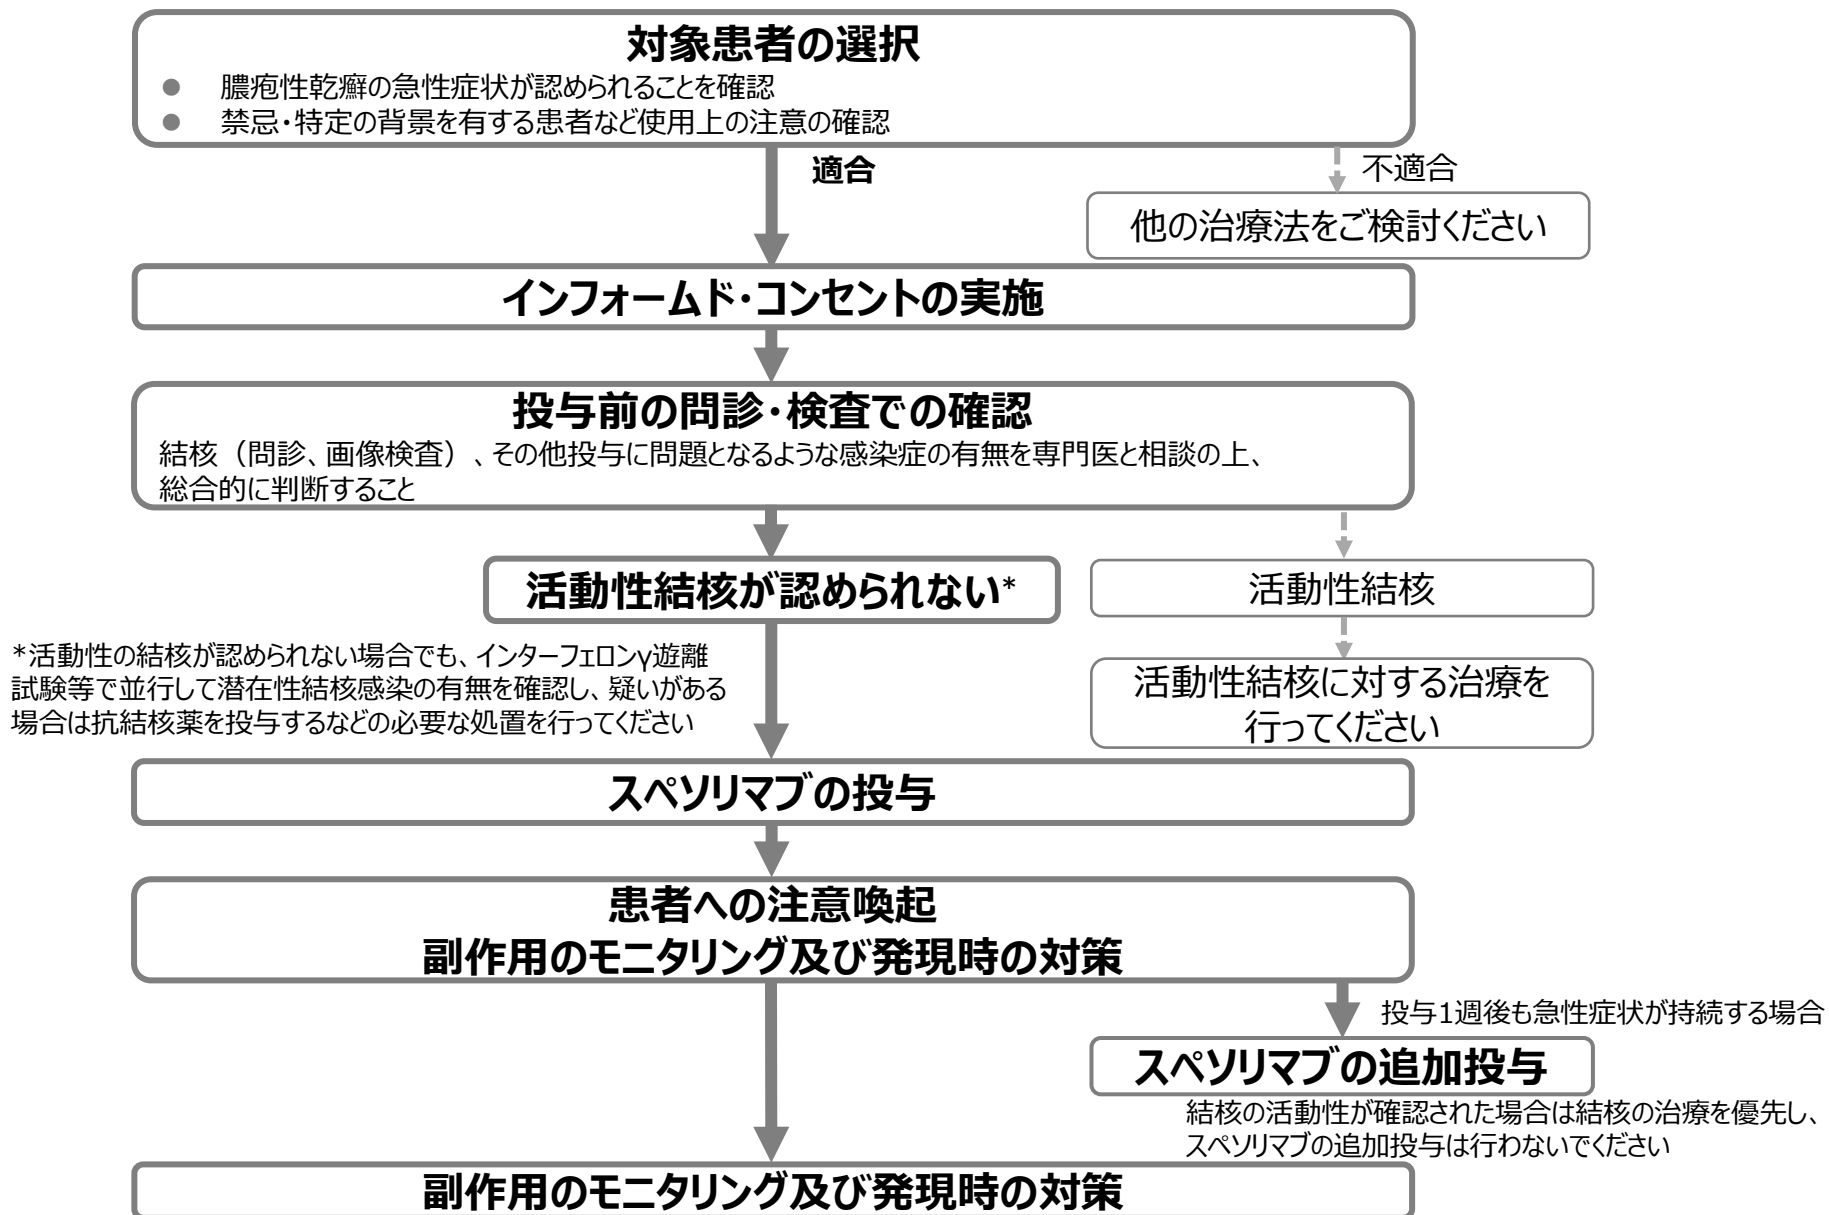 対象患者の選択
● 膿疱性乾癬の急性症状が認められることを確認
● 禁忌・特定の背景を有する患者など使用上の注意の確認
適合
不適合
他の治療法をご検討ください
インフォームド・コンセントの実施
投与前の問診・検査での確認
結核（問診、画像検査）、その他投与に問題となるような感染症の有無を専門医と相談の上、
総合的に判断すること
活動性結核が認められない*
活動性結核
*活動性の結核が認められない場合でも、インターフェロンγ遊離
試験等で並行して潜在性結核感染の有無を確認し、疑いがある
場合は抗結核薬を投与するなどの必要な処置を行ってください
活動性結核に対する治療を
行ってください
スペソリマブの投与
患者への注意喚起
副作用のモニタリング及び発現時の対策
投与1週後も急性症状が持続する場合
スペソリマブの追加投与
結核の活動性が確認された場合は結核の治療を優先し、
スペソリマブの追加投与は行わないでください
副作用のモニタリング及び発現時の対策